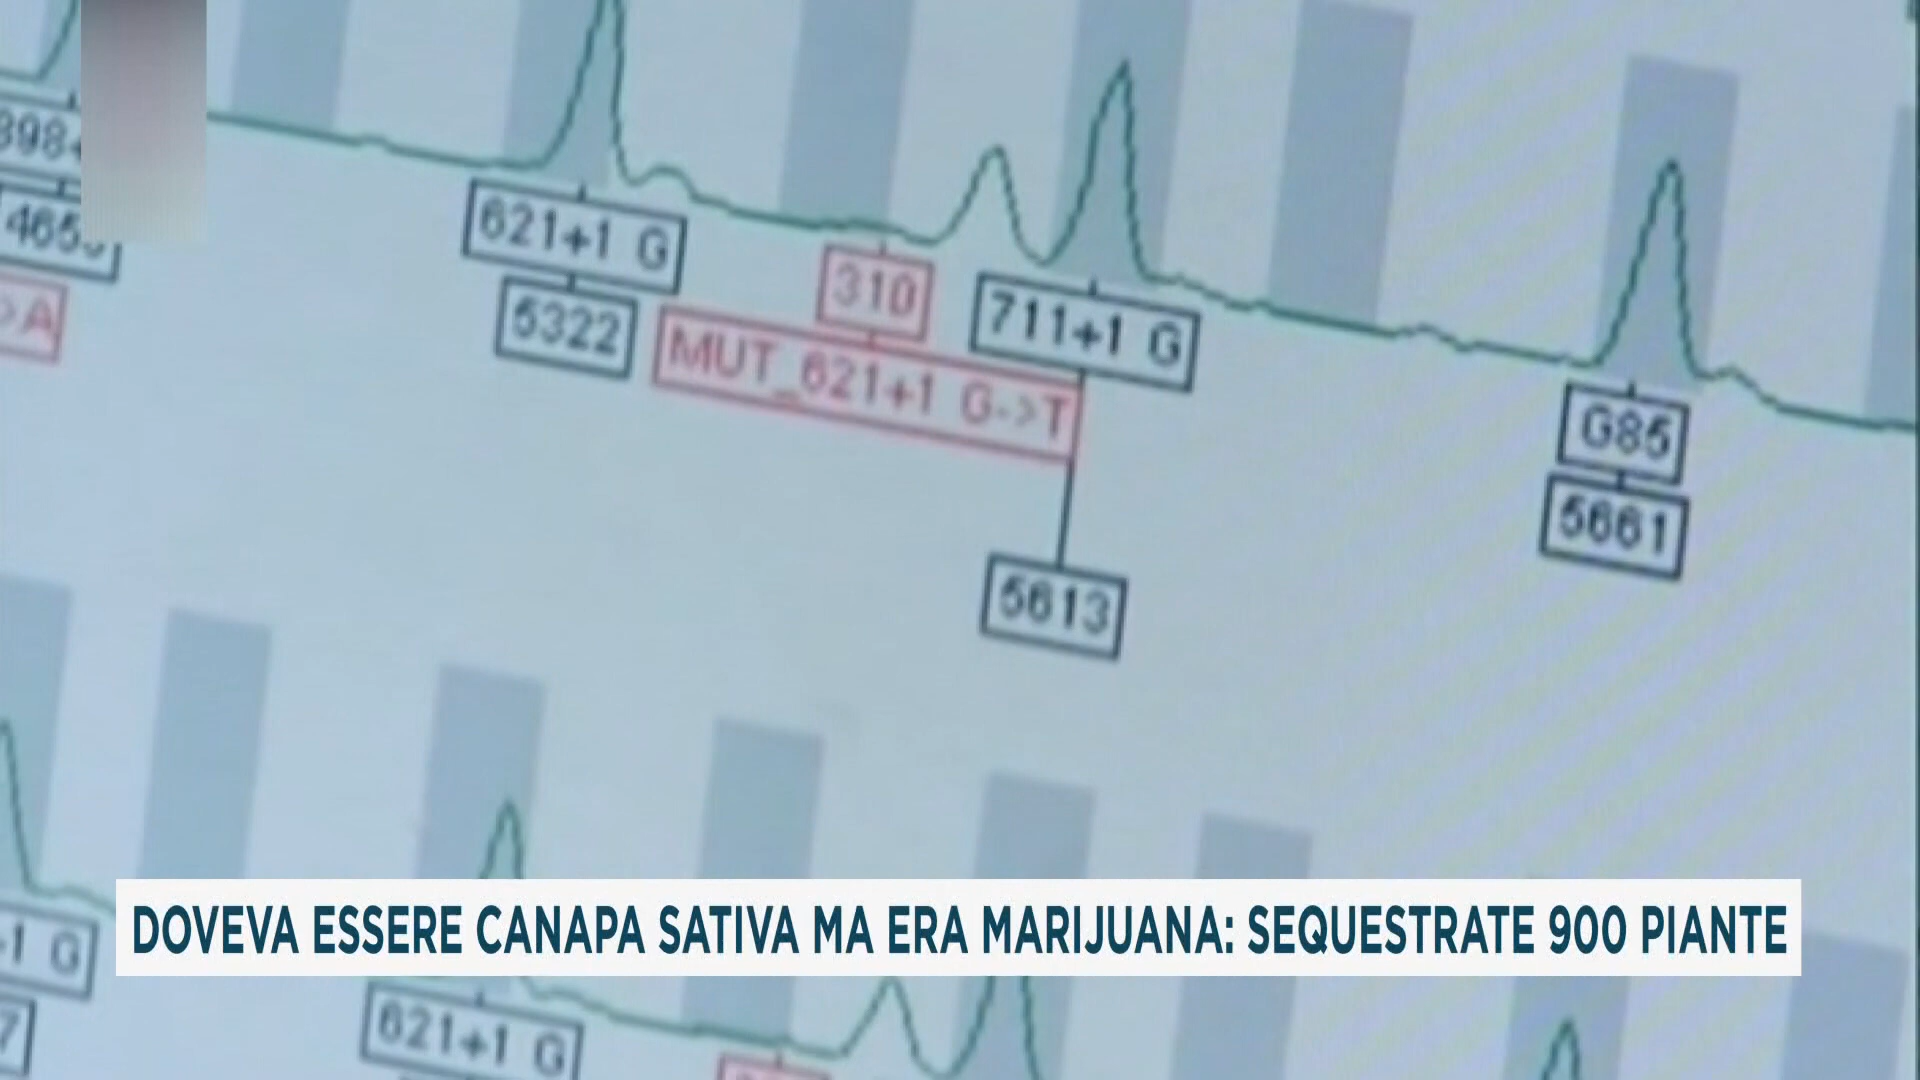 621+1 G
5322
310
MUT_621+1 G->T
711+1 G
5613
G85
5661
>A
DOVEVA ESSERE CANAPA SATIVA MA ERA MARIJUANA: SEQUESTRATE 900 PIANTE
621+1 G